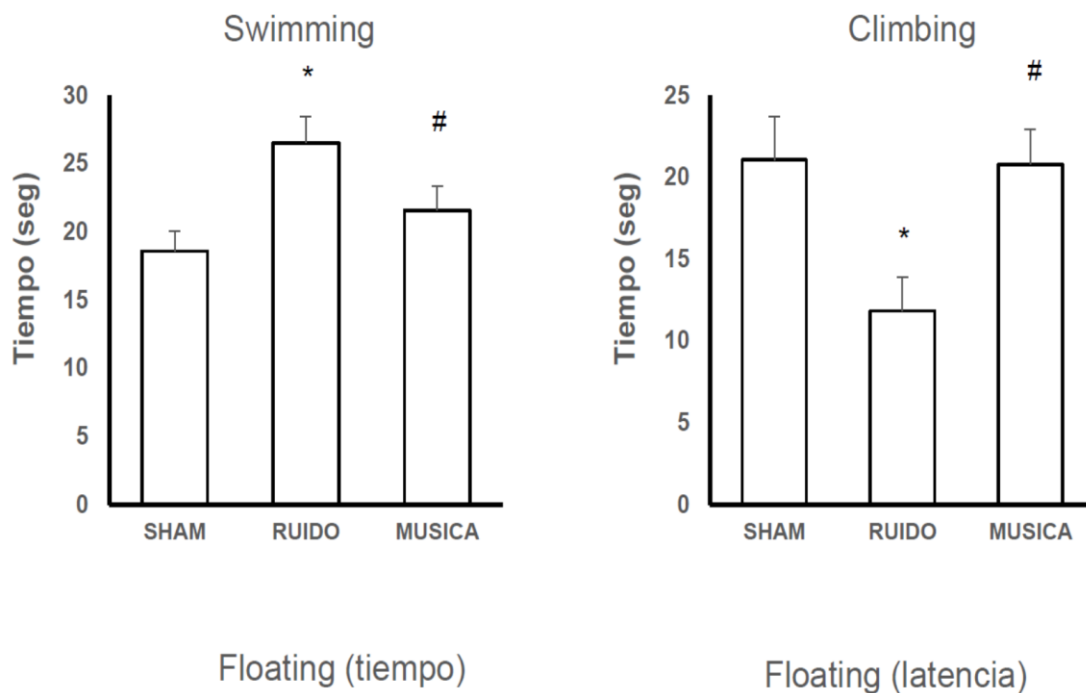 Swimming
*
#
30
25
20
15
10
5
0
Tiempo (seg)
SHAM RUIDO MUSICA
Climbing
#
*
25
20
15
10
5
0
Tiempo (seg)
SHAM RUIDO MUSICA
Floating (tiempo)
Floating (latencia)